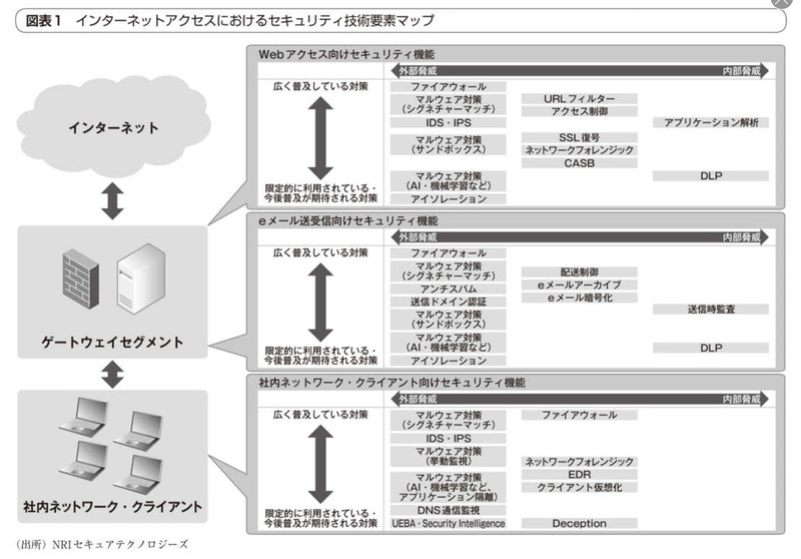 図表1 インターネットアクセスにおけるセキュリティ技術要素マップ
インターネット
ゲートウェイセグメント
社内ネットワーク・クライアント
Webアクセス向けセキュリティ機能
外部脅威
内部脅威
広く普及している対策
限定的に利用されている・
今後普及が期待される対策
ファイアウォール
マルウェア対策
(シグネチャーマッチ)
IDS・IPS
マルウェア対策
(サンドボックス)
マルウェア対策
(AI・機械学習など)
アイソレーション
URLフィルター
アクセス制御
SSL復号
ネットワークフォレンジック
CASB
アプリケーション解析
DLP
eメール送受信向けセキュリティ機能
外部脅威
内部脅威
広く普及している対策
限定的に利用されている・
今後普及が期待される対策
ファイアウォール
マルウェア対策
(シグネチャーマッチ)
アンチスパム
送信ドメイン認証
マルウェア対策
(サンドボックス)
マルウェア対策
(AI・機械学習など)
アイソレーション
配送制御
eメールアーカイブ
eメール暗号化
送信時監査
DLP
社内ネットワーク・クライアント向けセキュリティ機能
外部脅威
内部脅威
広く普及している対策
限定的に利用されている・
今後普及が期待される対策
マルウェア対策
(シグネチャーマッチ)
IDS・IPS
マルウェア対策
(挙動監視)
マルウェア対策
(AI・機械学習など、
アプリケーション隔離)
DNS通信監視
UEBA・Security Intelligence
ファイアウォール
ネットワークフォレンジック
EDR
クライアント仮想化
Deception
(出所)NRIセキュアテクノロジーズ